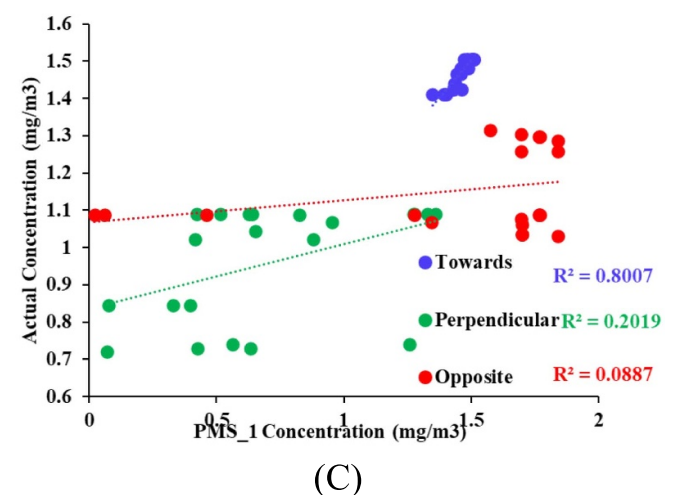 1.6
1.5
1.4
1.3
1.2
1.1
1
0.9
0.8
0.7
0.6
Actual Concentration (mg/m3)
Towards
R² = 0.8007
Perpendicular
R² = 0.2019
Opposite
R² = 0.0887
0
0.5
1
1.5
2
PMS_1 Concentration (mg/m3)
(C)